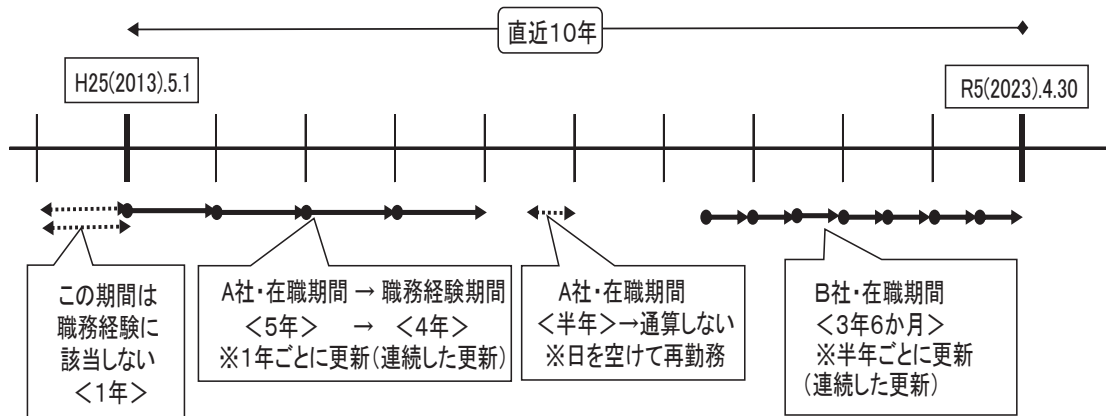 直近10年
H25(2013).5.1
R5(2023).4.30
この期間は
職務経験に
該当しない
＜1年＞
A社・在職期間 → 職務経験期間
＜5年＞ → ＜4年＞
※1年ごとに更新(連続した更新)
A社・在職期間
＜半年＞→通算しない
※日を空けて再勤務
B社・在職期間
＜3年6か月＞
※半年ごとに更新
(連続した更新)